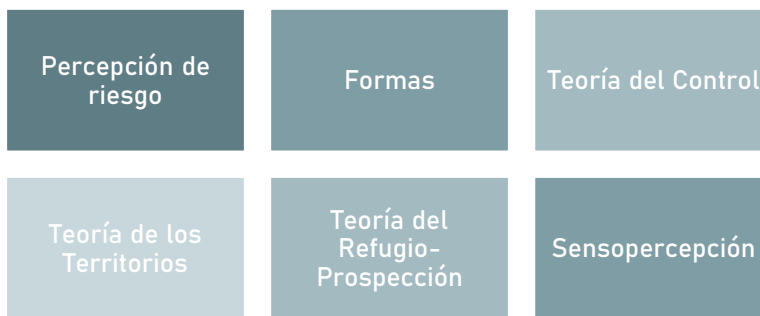 Percepción de
riesgo
Formas
Teoría del Control
Teoría de los
Territorios
Teoría del
Refugio-
Prospección
Sensopercepción